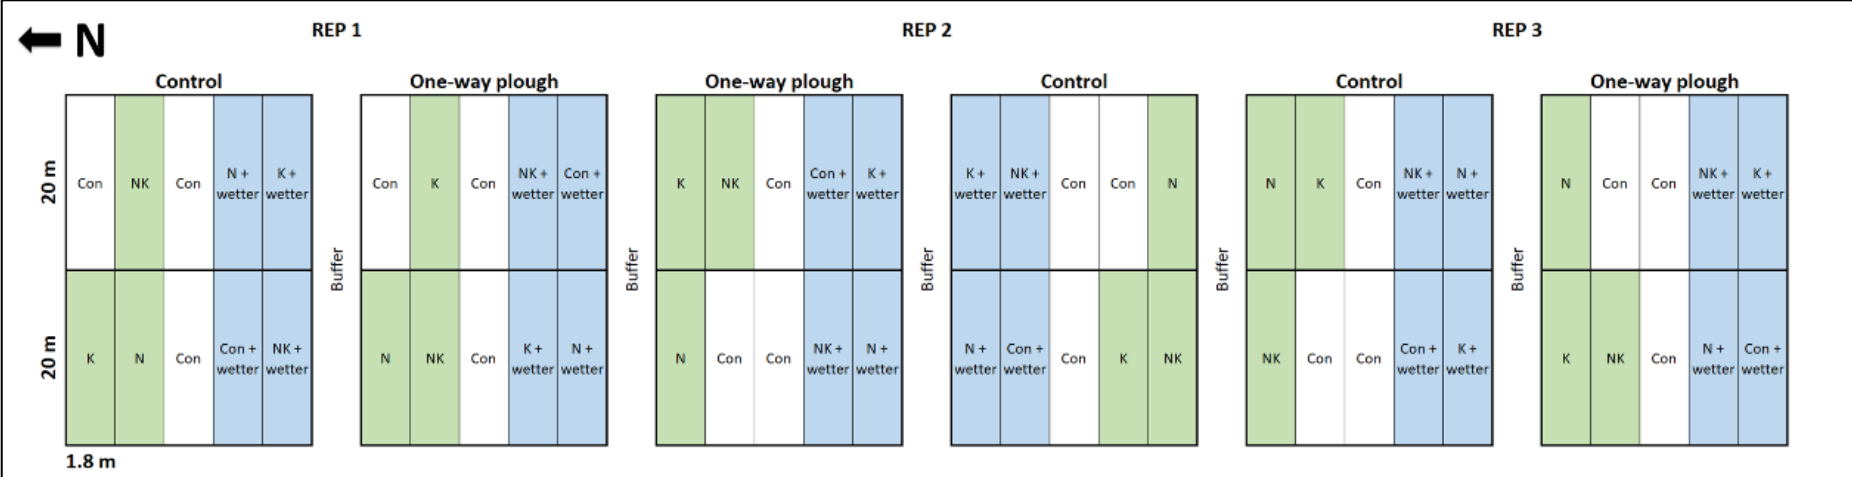 N
REP 1
REP 2
REP 3
Control
One-way plough
One-way plough
Control
Control
One-way plough
20 m
Con
NK
Con
N +
wetter
K +
wetter
Con
K
Con
NK +
wetter
Con +
wetter
K
NK
Con
Con +
wetter
K +
wetter
K +
wetter
NK +
wetter
Con
Con
N
N
K
Con
NK +
wetter
N +
wetter
N
Con
Con
NK +
wetter
K +
wetter
Buffer
Buffer
Buffer
Buffer
Buffer
20 m
K
N
Con
Con +
wetter
NK +
wetter
N
NK
Con
K +
wetter
N +
wetter
N
Con
Con
NK +
wetter
N +
wetter
N +
wetter
Con +
wetter
Con
K
NK
NK
Con
Con
Con +
wetter
K +
wetter
K
NK
Con
N +
wetter
Con +
wetter
1.8 m